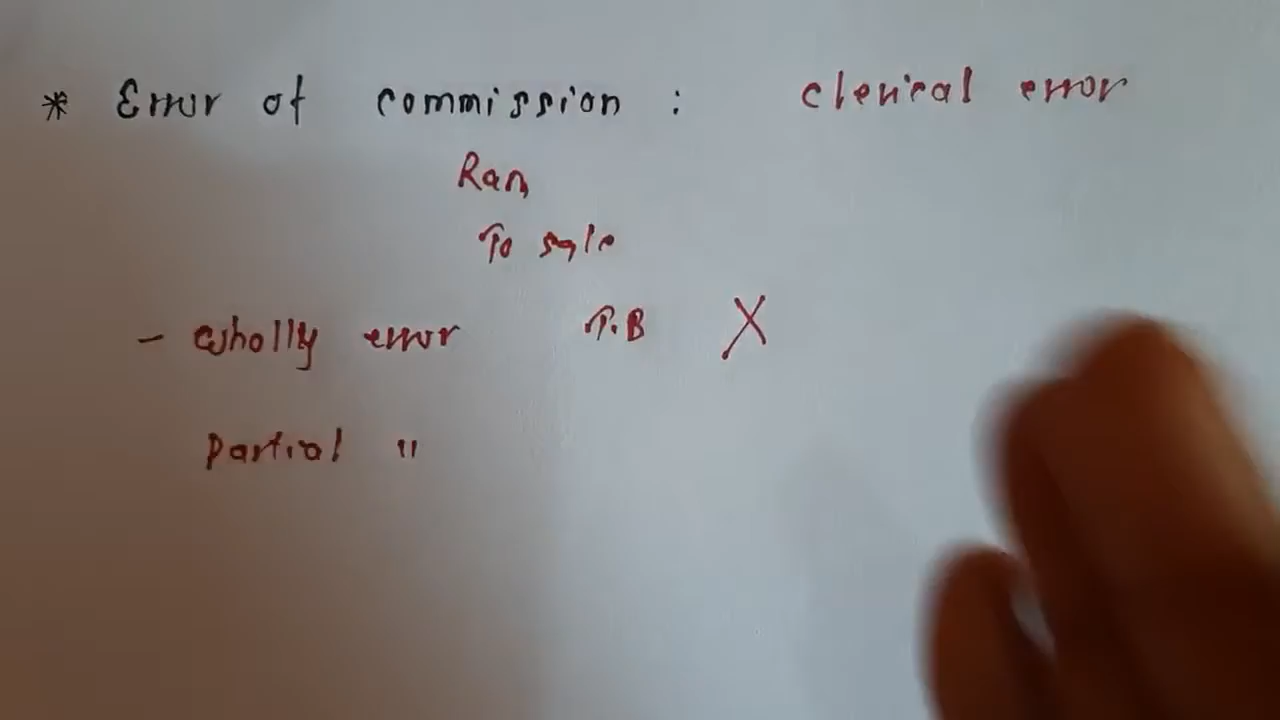 * Error of commission : clerical error
Ram
To sale
- Wholly error T.B X
Partial "